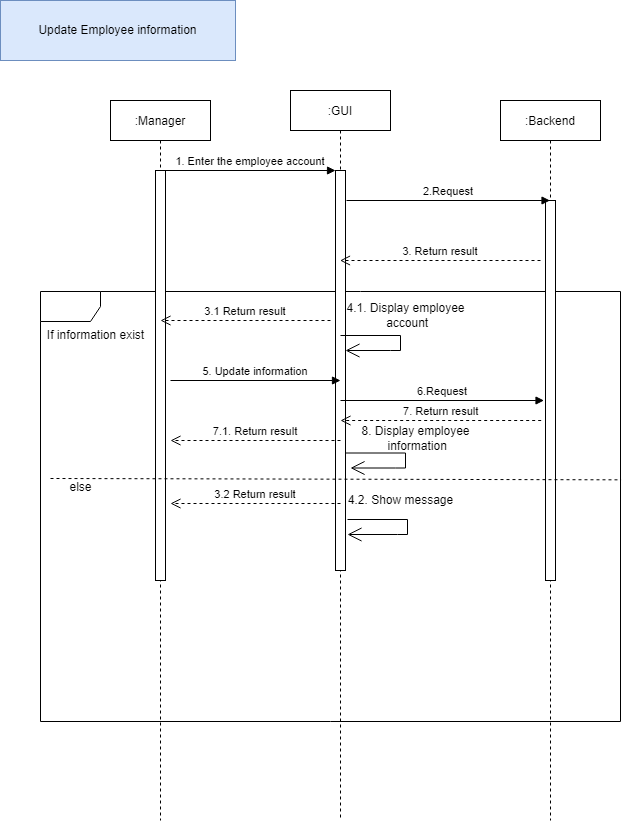 Update Employee information
:Manager
:GUI
:Backend
1. Enter the employee account
2.Request
3. Return result
3.1 Return result
4.1. Display employee
account
If information exist
5. Update information
6.Request
7. Return result
7.1. Return result
8. Display employee
information
else
3.2 Return result
4.2. Show message